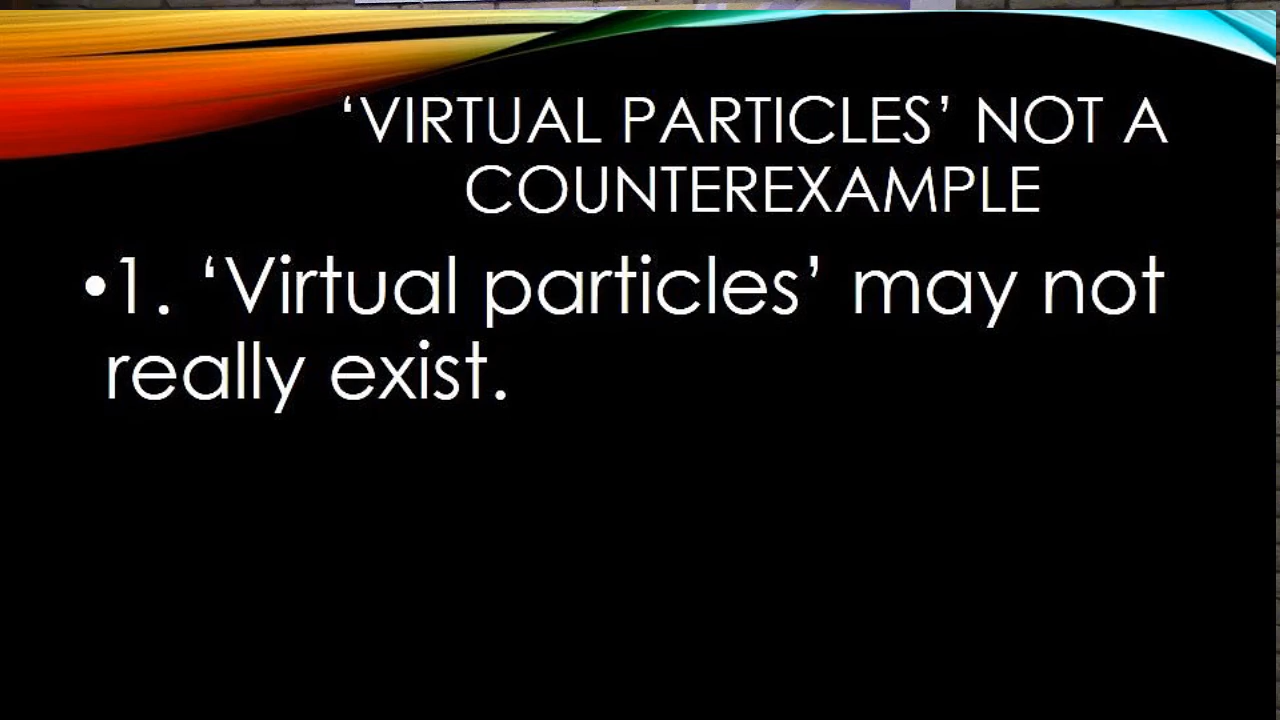 ‘VIRTUAL PARTICLES’ NOT A
COUNTEREXAMPLE
•1. ‘Virtual particles’ may not
really exist.